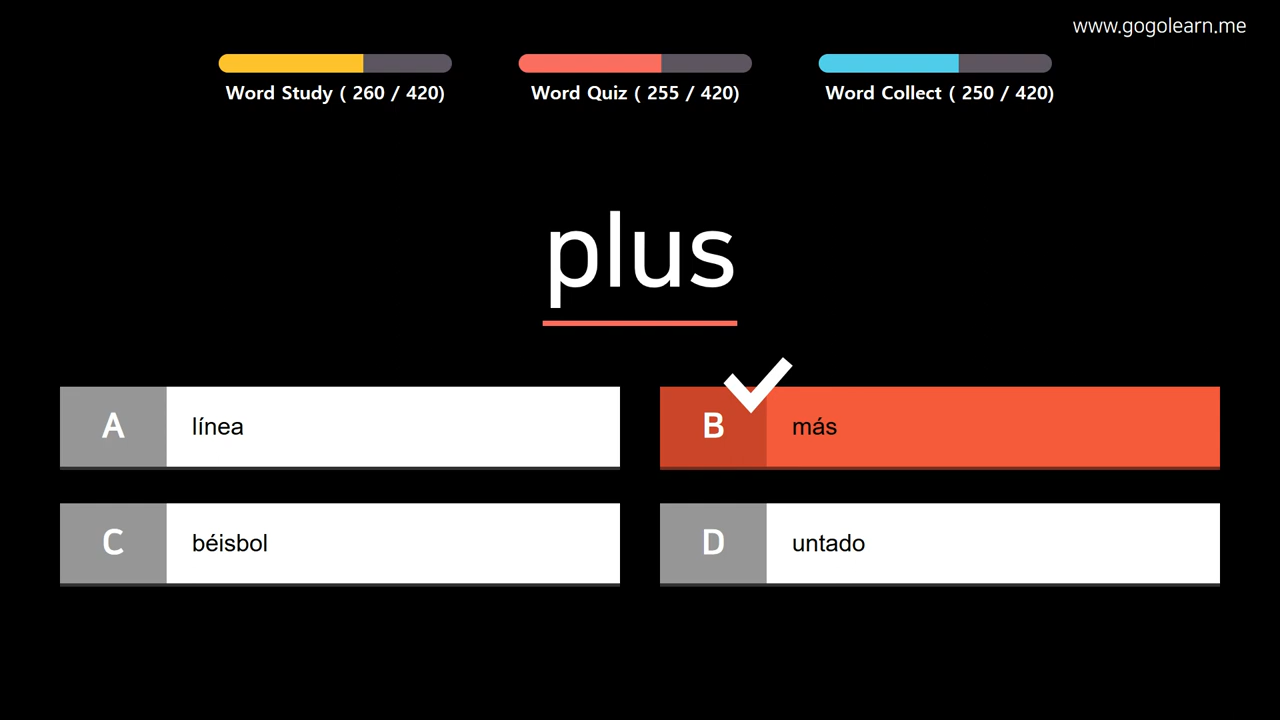 www.gogolearn.me
Word Study ( 260 / 420)
Word Quiz ( 255 / 420)
Word Collect ( 250 / 420)
plus
A línea
B más
C béisbol
D untado